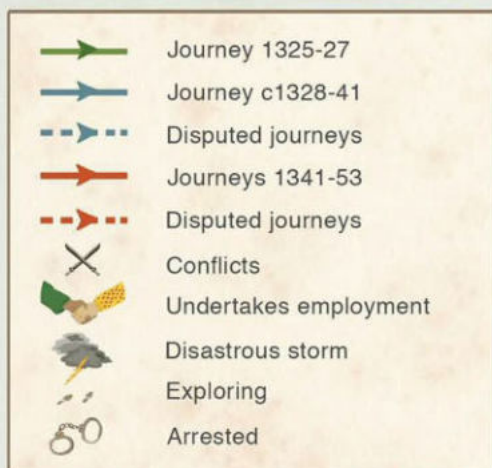 Journey 1325-27
Journey c1328-41
Disputed journeys
Journeys 1341-53
Disputed journeys
Conflicts
Undertakes employment
Disastrous storm
Exploring
Arrested